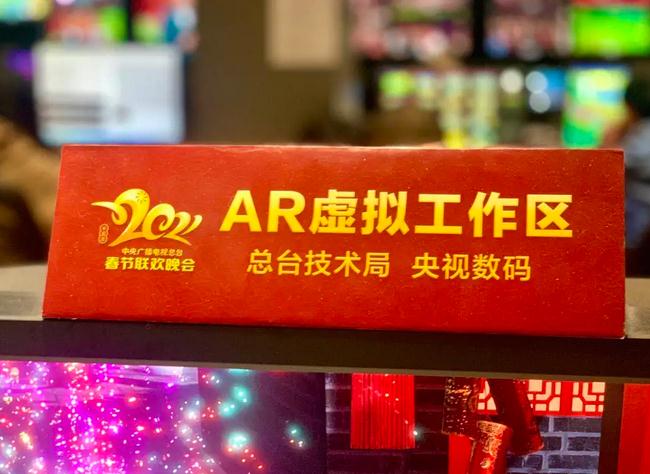 2021
中央广播电视总台
春节联欢晚会
AR虚拟工作区
总台技术局 央视数码